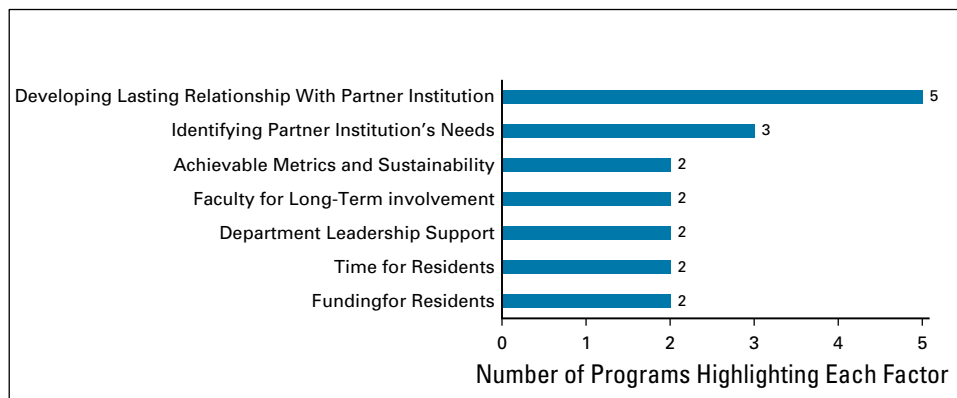 Developing Lasting Relationship With Partner Institution 5
Identifying Partner Institution's Needs 3
Achievable Metrics and Sustainability 2
Faculty for Long-Term involvement 2
Department Leadership Support 2
Time for Residents 2
Fundingfor Residents 2
0 1 2 3 4 5
Number of Programs Highlighting Each Factor